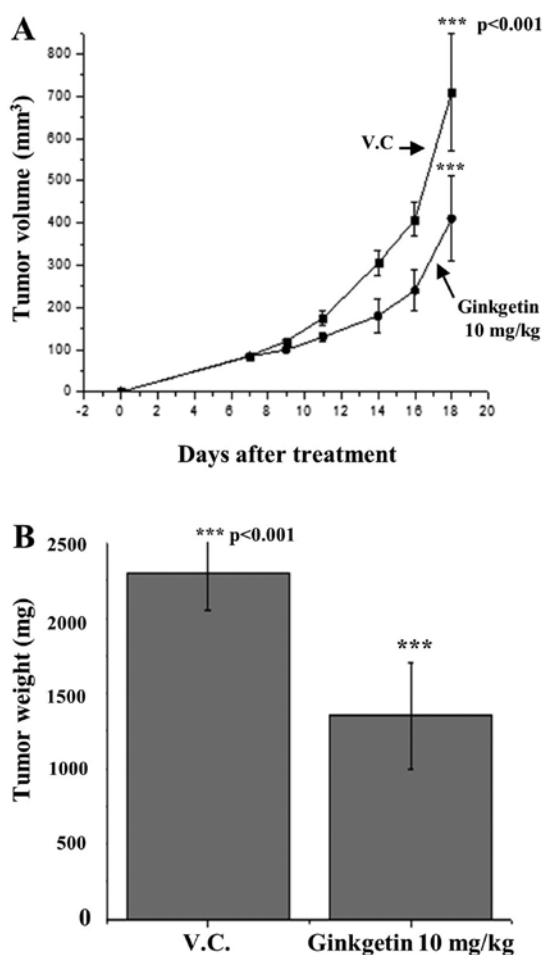 A
*** p<0.001
800
700
600
500
400
300
200
100
0
V.C
***
Ginkgetin
10 mg/kg
Tumor volume (mm³)
-2 0 2 4 6 8 10 12 14 16 18 20
Days after treatment
B
*** p<0.001
2500
2000
1500
1000
500
0
***
Tumor weight (mg)
V.C. Ginkgetin 10 mg/kg